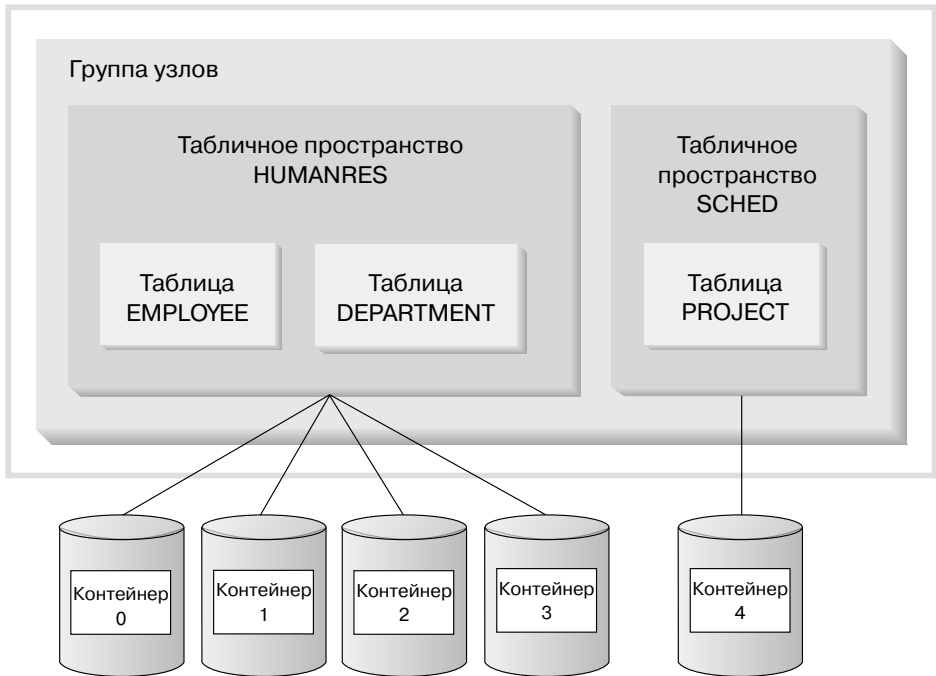 Группа узлов
Табличное пространство
HUMANRES
Табличное
пространство
SCHED
Таблица
EMPLOYEE
Таблица
DEPARTMENT
Таблица
PROJECT
Контейнер
0
Контейнер
1
Контейнер
2
Контейнер
3
Контейнер
4